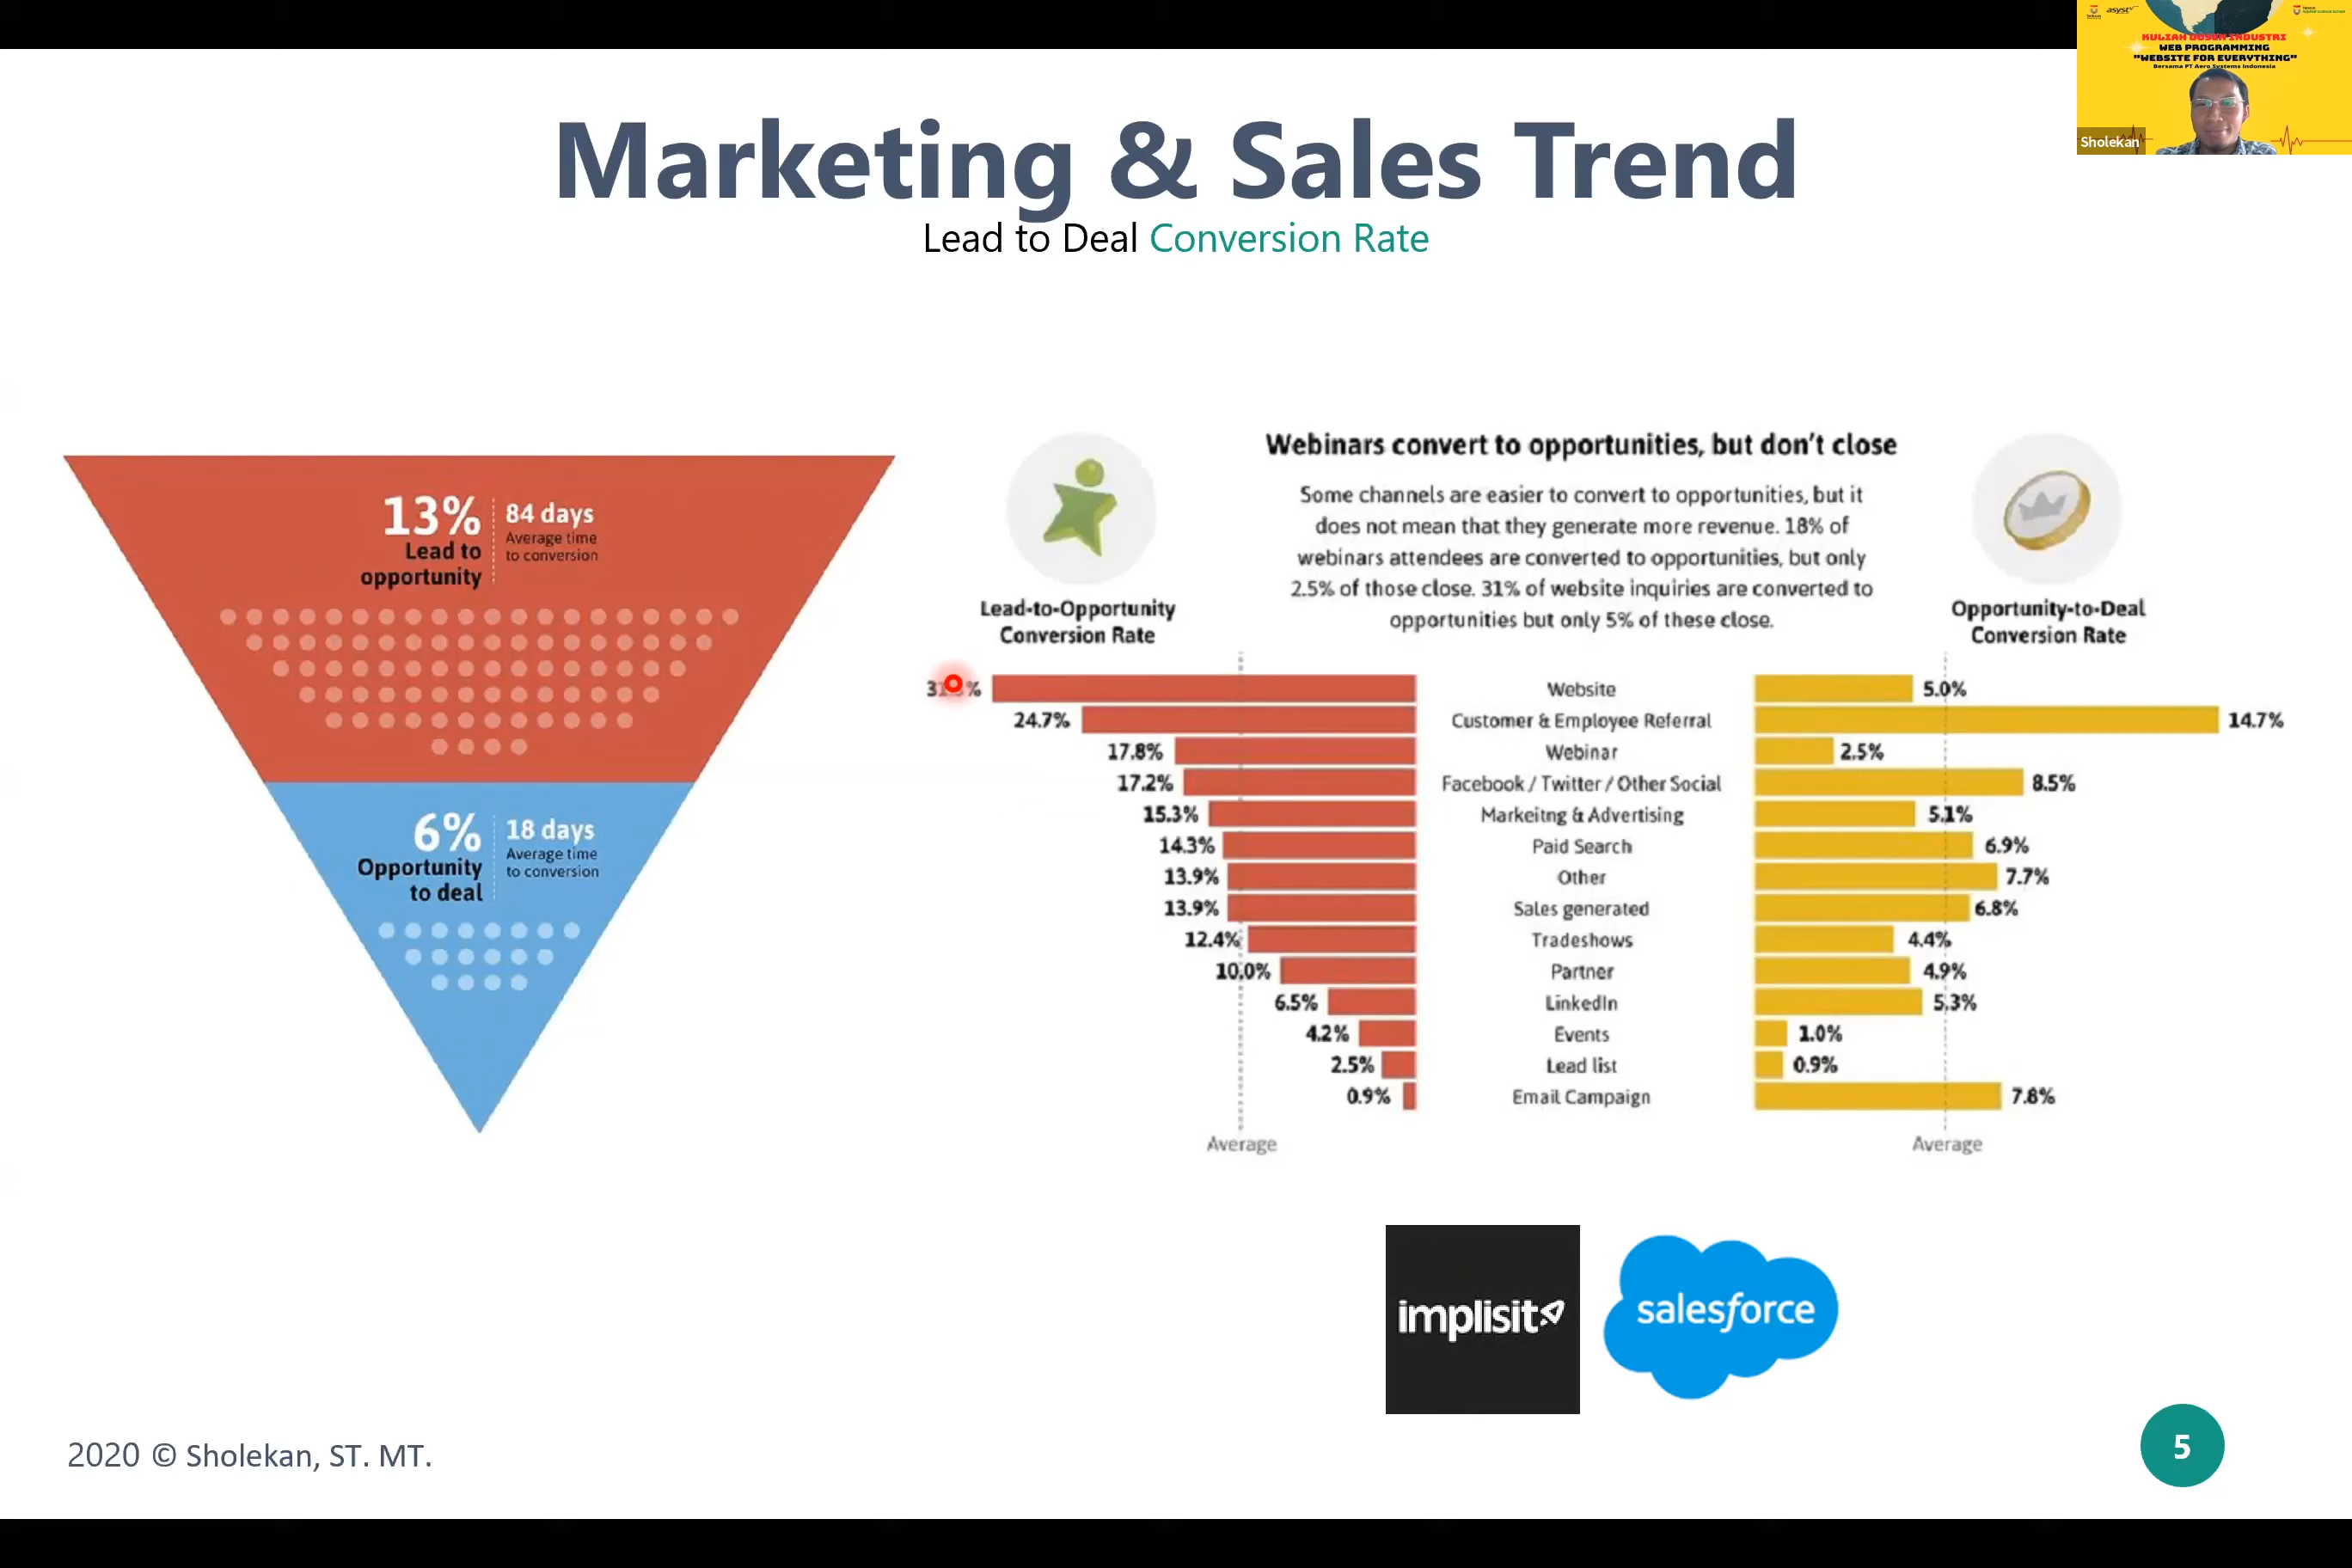 asyst
KULIAH DOSEN INDUSTRI
WEB PROGRAMMING
"WEBSITE FOR EVERYTHING"
Bersama PT Aero Systems Indonesia
Sholekan
Marketing & Sales Trend
Lead to Deal Conversion Rate
13%
Lead to
opportunity
84 days
Average time
to conversion
6%
Opportunity
to deal
18 days
Average time
to conversion
Webinars convert to opportunities, but don't close
Some channels are easier to convert to opportunities, but it
does not mean that they generate more revenue. 18% of
webinars attendees are converted to opportunities, but only
2.5% of those close. 31% of website inquiries are converted to
opportunities but only 5% of these close.
Lead-to-Opportunity
Conversion Rate
Opportunity-to-Deal
Conversion Rate
Website 5.0%
24.7% Customer & Employee Referral 14.7%
17.8% Webinar 2.5%
17.2% Facebook / Twitter / Other Social 8.5%
15.3% Markeitng & Advertising 5.1%
14.3% Paid Search 6.9%
13.9% Other 7.7%
13.9% Sales generated 6.8%
12.4% Tradeshows 4.4%
10.0% Partner 4.9%
6.5% LinkedIn 5.3%
4.2% Events 1.0%
2.5% Lead list 0.9%
0.9% Email Campaign 7.8%
Average Average
implisit
salesforce
2020 © Sholekan, ST. MT.
5